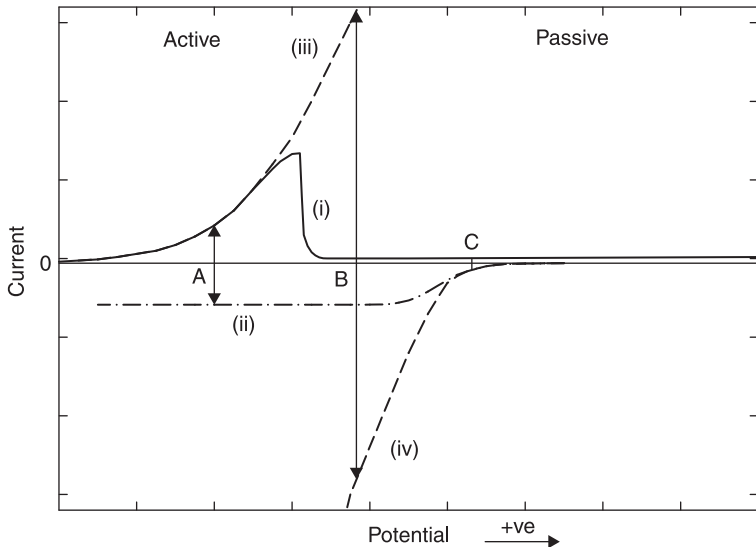 Active
(iii)
Passive
(i)
C
Current
0
A
B
(ii)
(iv)
Potential
+ve